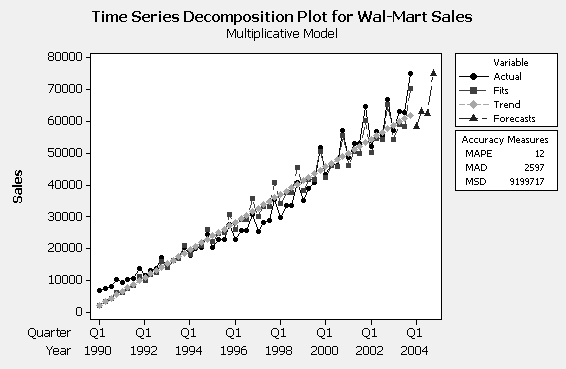 Time Series Decomposition Plot for Wal-Mart Sales
Multiplicative Model
80000
70000
60000
50000
40000
30000
20000
10000
0
Sales
Quarter Q1 Q1 Q1 Q1 Q1 Q1 Q1 Q1
Year 1990 1992 1994 1996 1998 2000 2002 2004
Variable
Actual
Fits
Trend
Forecasts
Accuracy Measures
MAPE 12
MAD 2597
MSD 9199717